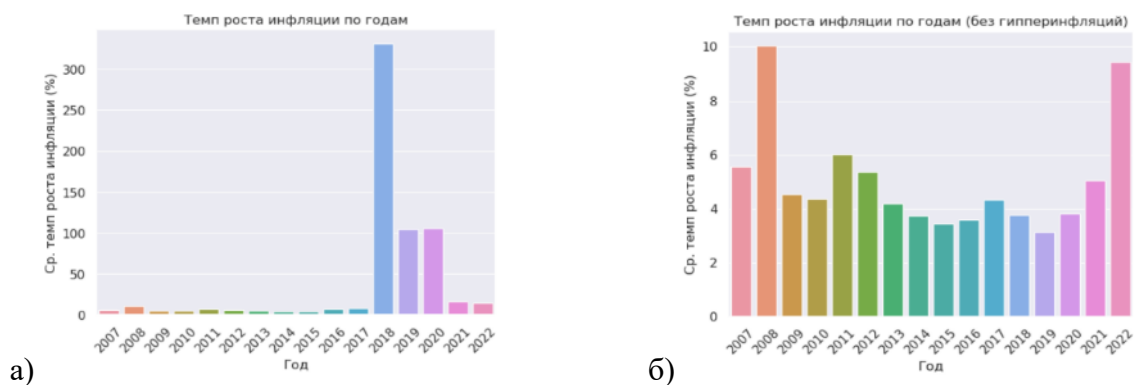 Темп роста инфляции по годам
Ср. темп роста инфляции (%)
300
250
200
150
100
50
0
2007 2008 2009 2010 2011 2012 2013 2014 2015 2016 2017 2018 2019 2020 2021 2022
Год
а)
Темп роста инфляции по годам (без гипперинфляций)
Ср. темп роста инфляции (%)
10
8
6
4
2
0
2007 2008 2009 2010 2011 2012 2013 2014 2015 2016 2017 2018 2019 2020 2021 2022
Год
б)